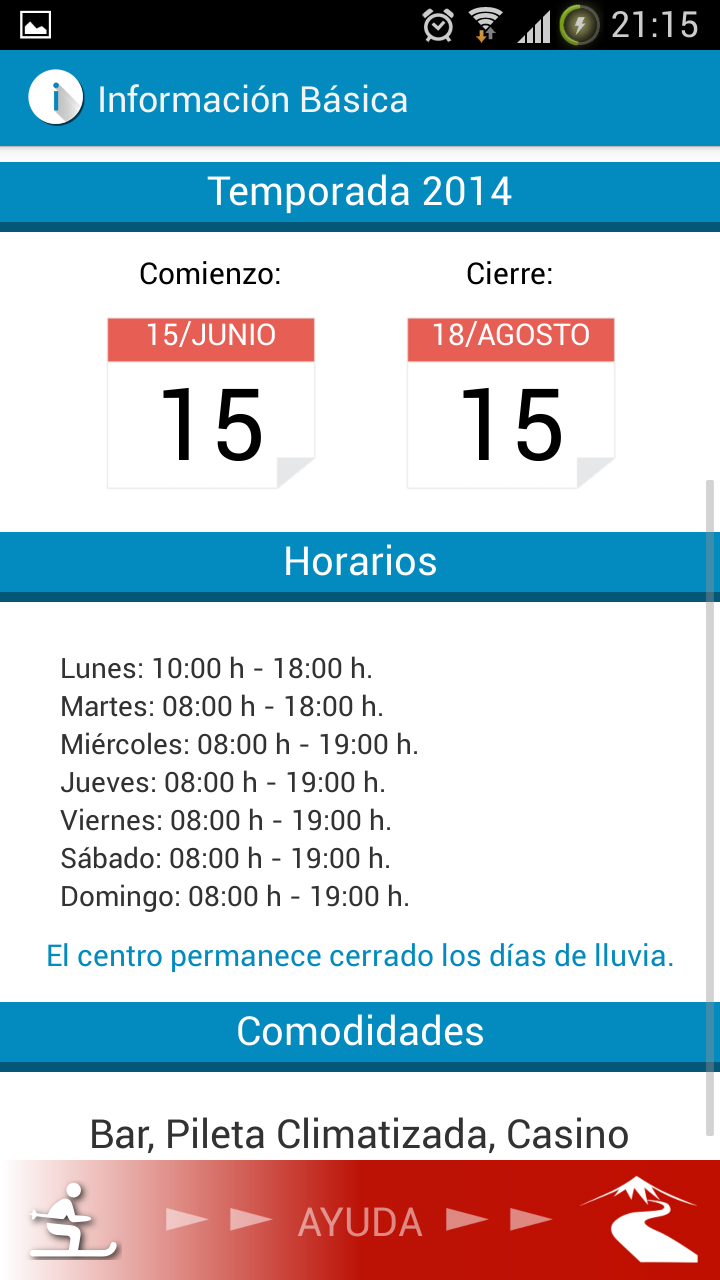 21:15
Información Básica
Temporada 2014
Comienzo: Cierre:
15/JUNIO 18/AGOSTO
15 15
Horarios
Lunes: 10:00 h - 18:00 h.
Martes: 08:00 h - 18:00 h.
Miércoles: 08:00 h - 19:00 h.
Jueves: 08:00 h - 19:00 h.
Viernes: 08:00 h - 19:00 h.
Sábado: 08:00 h - 19:00 h.
Domingo: 08:00 h - 19:00 h.
El centro permanece cerrado los días de lluvia.
Comodidades
Bar, Pileta Climatizada, Casino
AYUDA